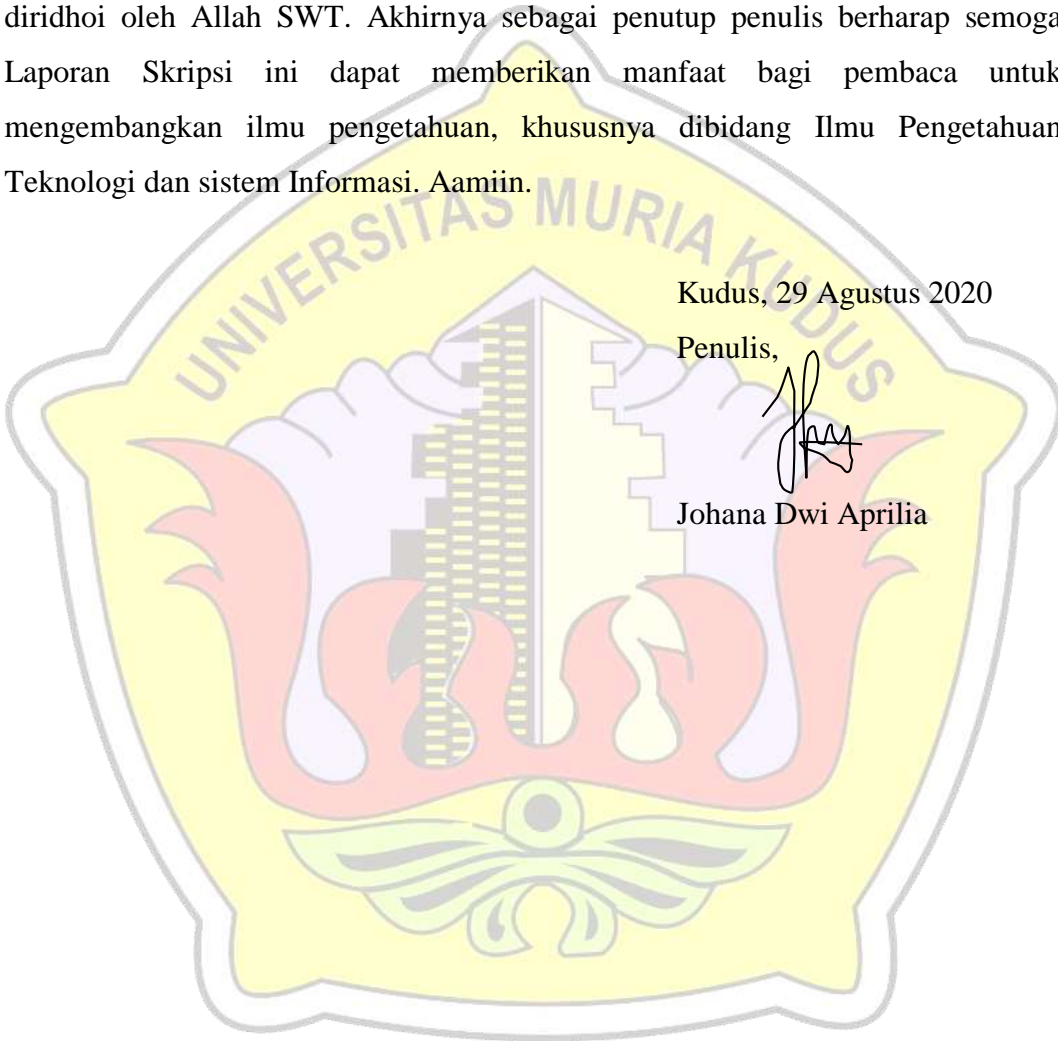 diridhoi oleh Allah SWT. Akhirnya sebagai penutup penulis berharap semoga
Laporan Skripsi ini dapat memberikan manfaat bagi pembaca untuk
mengembangkan ilmu pengetahuan, khususnya dibidang Ilmu Pengetahuan
Teknologi dan sistem Informasi. Aamiin.
UNIVERSITAS MURIA KUDUS
Kudus, 29 Agustus 2020
Penulis,
Johana Dwi Aprilia